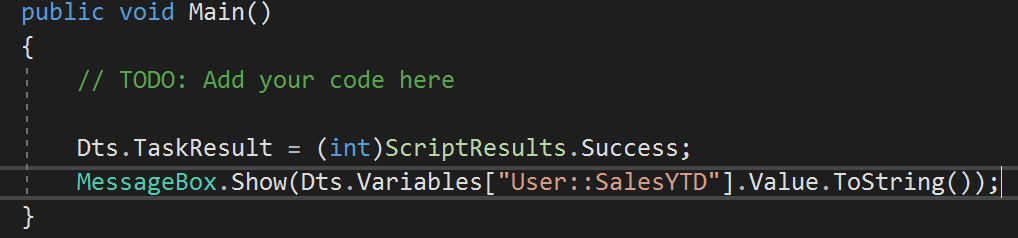 public void Main()
{
// TODO: Add your code here
Dts.TaskResult = (int)ScriptResults.Success;
MessageBox.Show(Dts.Variables["User::SalesYTD"].Value.ToString());
}